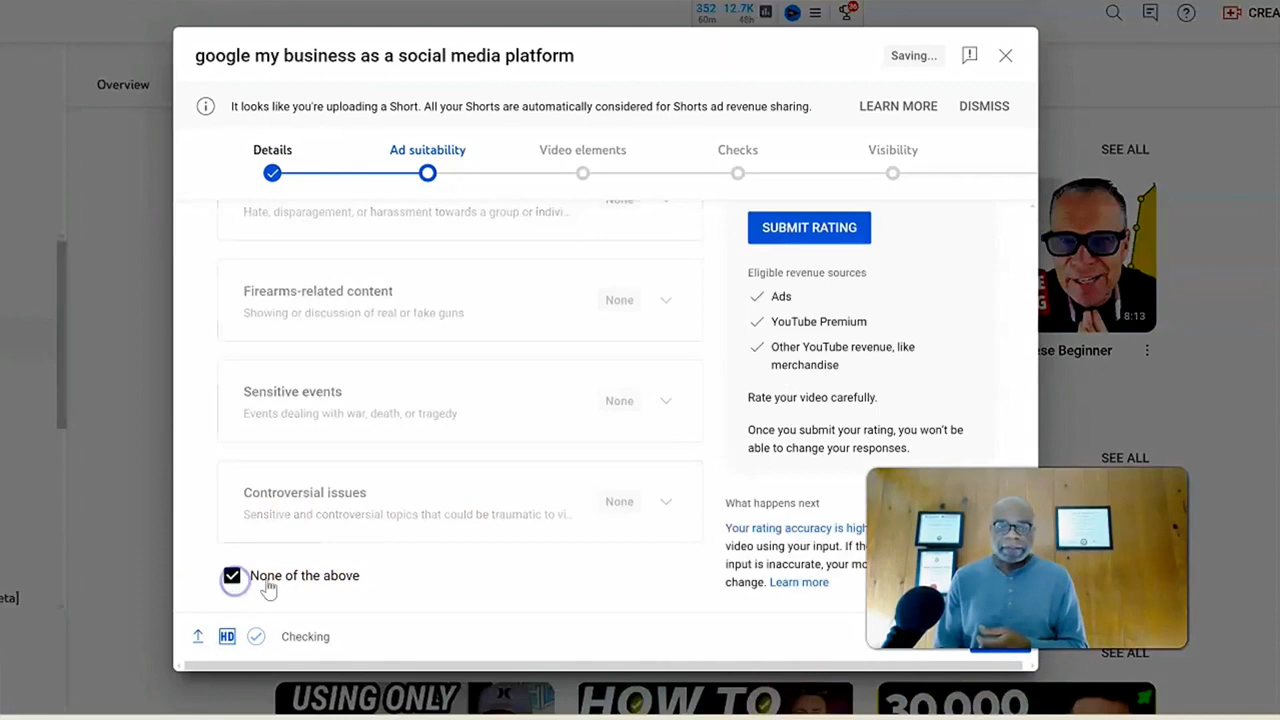 352 12.7K
60m 48h
36
CREA
google my business as a social media platform
Saving...
It looks like you're uploading a Short. All your Shorts are automatically considered for Shorts ad revenue sharing.
LEARN MORE
DISMISS
Overview
Details
Ad suitability
Video elements
Checks
Visibility
SEE ALL
Hate, disparagement, or harassment towards a group or indivi...
None
SUBMIT RATING
Eligible revenue sources
Ads
YouTube Premium
Other YouTube revenue, like
merchandise
Firearms-related content
Showing or discussion of real or fake guns
None
8:13
ese Beginner
Sensitive events
Events dealing with war, death, or tragedy
None
Rate your video carefully.
Once you submit your rating, you won't be
able to change your responses.
SEE ALL
Controversial issues
Sensitive and controversial topics that could be traumatic to vi...
None
What happens next
Your rating accuracy is high
video using your input. If the
input is inaccurate, your mo
change. Learn more
None of the above
eta]
HD
Checking
SEE ALL
USING ONLY
HOW TO
30,000